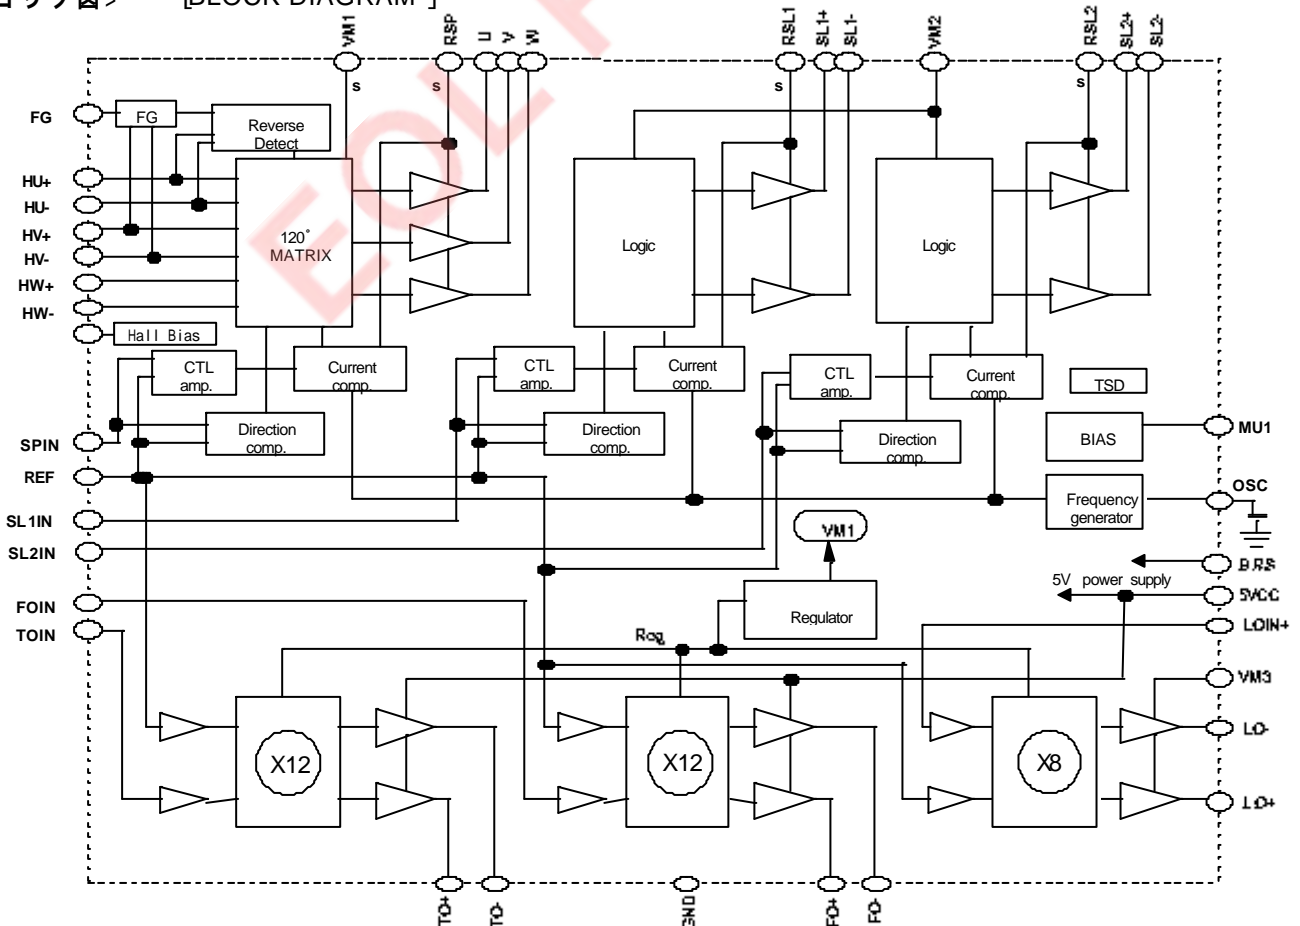 ロック図> [BLOCK DIAGRAM ]
VM1
RSP
U
V
W
RSL1
SL1+
SL1-
VM2
RSL2
SL2+
SL2-
s
s
s
s
FG
FG
Reverse
Detect
HU+
HU-
HV+
HV-
HW+
HW-
120°
MATRIX
Logic
Logic
Hall Bias
CTL
amp.
Current
comp.
CTL
amp.
Current
comp.
CTL
amp.
Current
comp.
TSD
Direction
comp.
Direction
comp.
Direction
comp.
BIAS
MU1
SPIN
REF
SL1IN
SL2IN
Frequency
generator
OSC
VM1
BRS
5V power supply
5VCC
FOIN
TOIN
Regulator
Reg
LOIN+
VM3
X12
X12
X8
LO-
LO+
TO+
TO-
GND
FO+
FO-
EOL